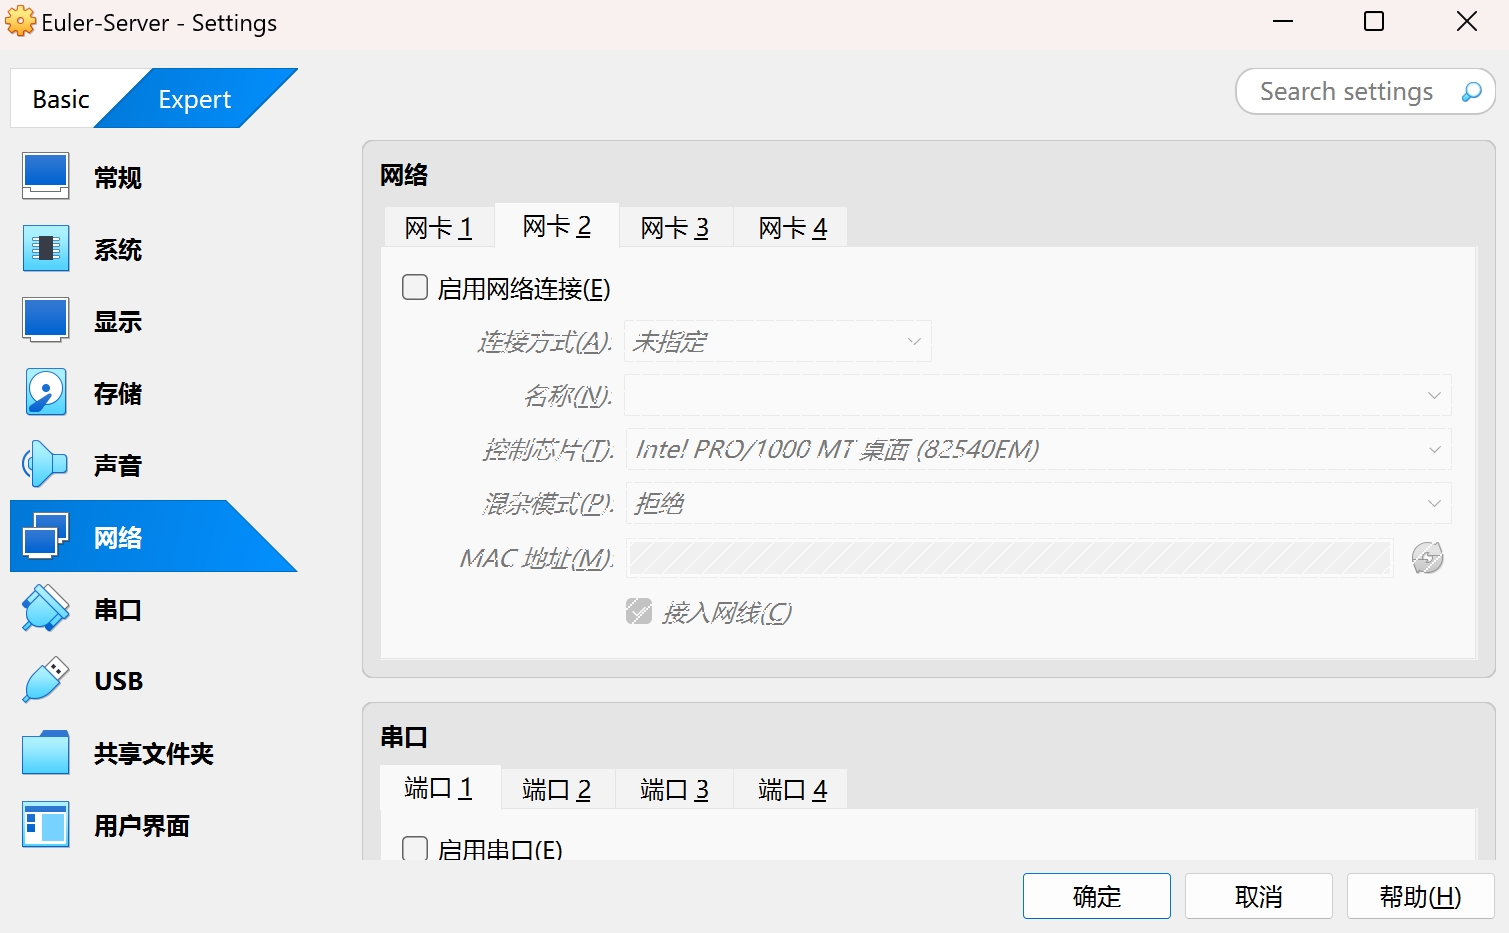 Euler-Server - Settings
Basic
Expert
Search settings
常规
系统
显示
存储
声音
网络
串口
USB
共享文件夹
用户界面
网络
网卡 1
网卡 2
网卡 3
网卡 4
启用网络连接(E)
连接方式(A):
未指定
名称(N):
控制芯片(T):
Intel PRO/1000 MT 桌面 (82540EM)
混杂模式(P):
拒绝
MAC 地址(M):
接入网线(C)
串口
端口 1
端口 2
端口 3
端口 4
启用串口(E)
确定
取消
帮助(H)